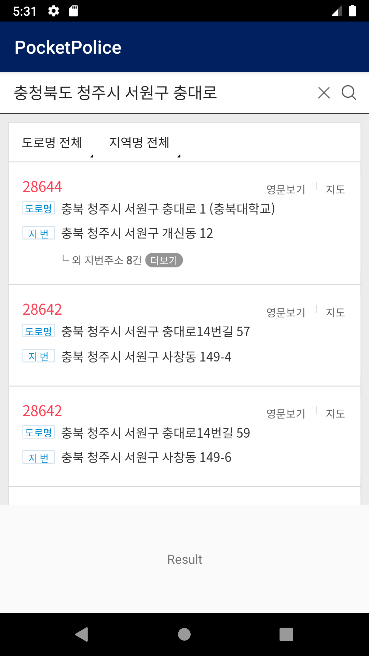 5:31
PocketPolice
충청북도 청주시 서원구 충대로
도로명 전체 지역명 전체
28644 영문보기 지도
도로명 충북 청주시 서원구 충대로 1 (충북대학교)
지 번 충북 청주시 서원구 개신동 12
└ 외 지번주소 8건 더보기
28642 영문보기 지도
도로명 충북 청주시 서원구 충대로14번길 57
지 번 충북 청주시 서원구 사창동 149-4
28642 영문보기 지도
도로명 충북 청주시 서원구 충대로14번길 59
지 번 충북 청주시 서원구 사창동 149-6
Result